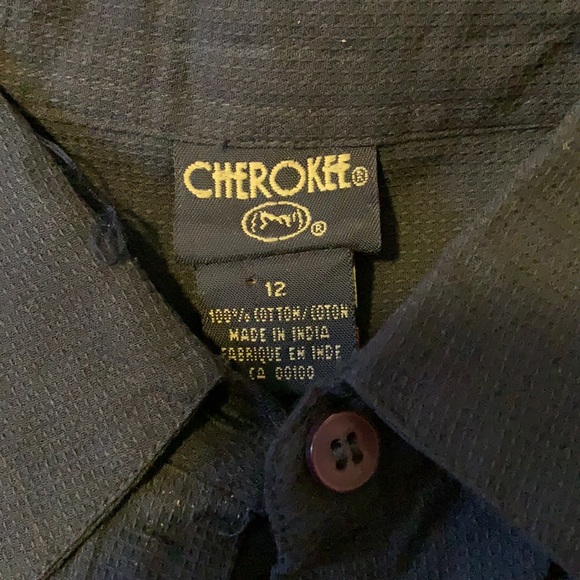 CHEROKEE®
®
12
100% COTTON/COTON
MADE IN INDIA
FABRIQUE EN INDE
CA 00100